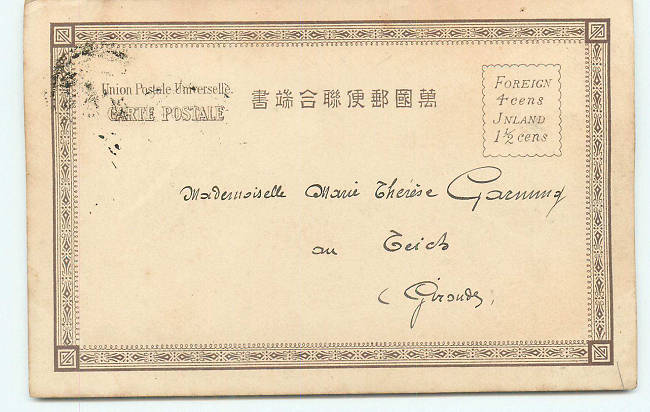 Union Postale Universelle.
CARTE POSTALE
書端合聯便郵國萬
FOREIGN
4 cens
JNLAND
1½ cens
Mademoiselle Marie Thérèse
au Teich
(Gironde)